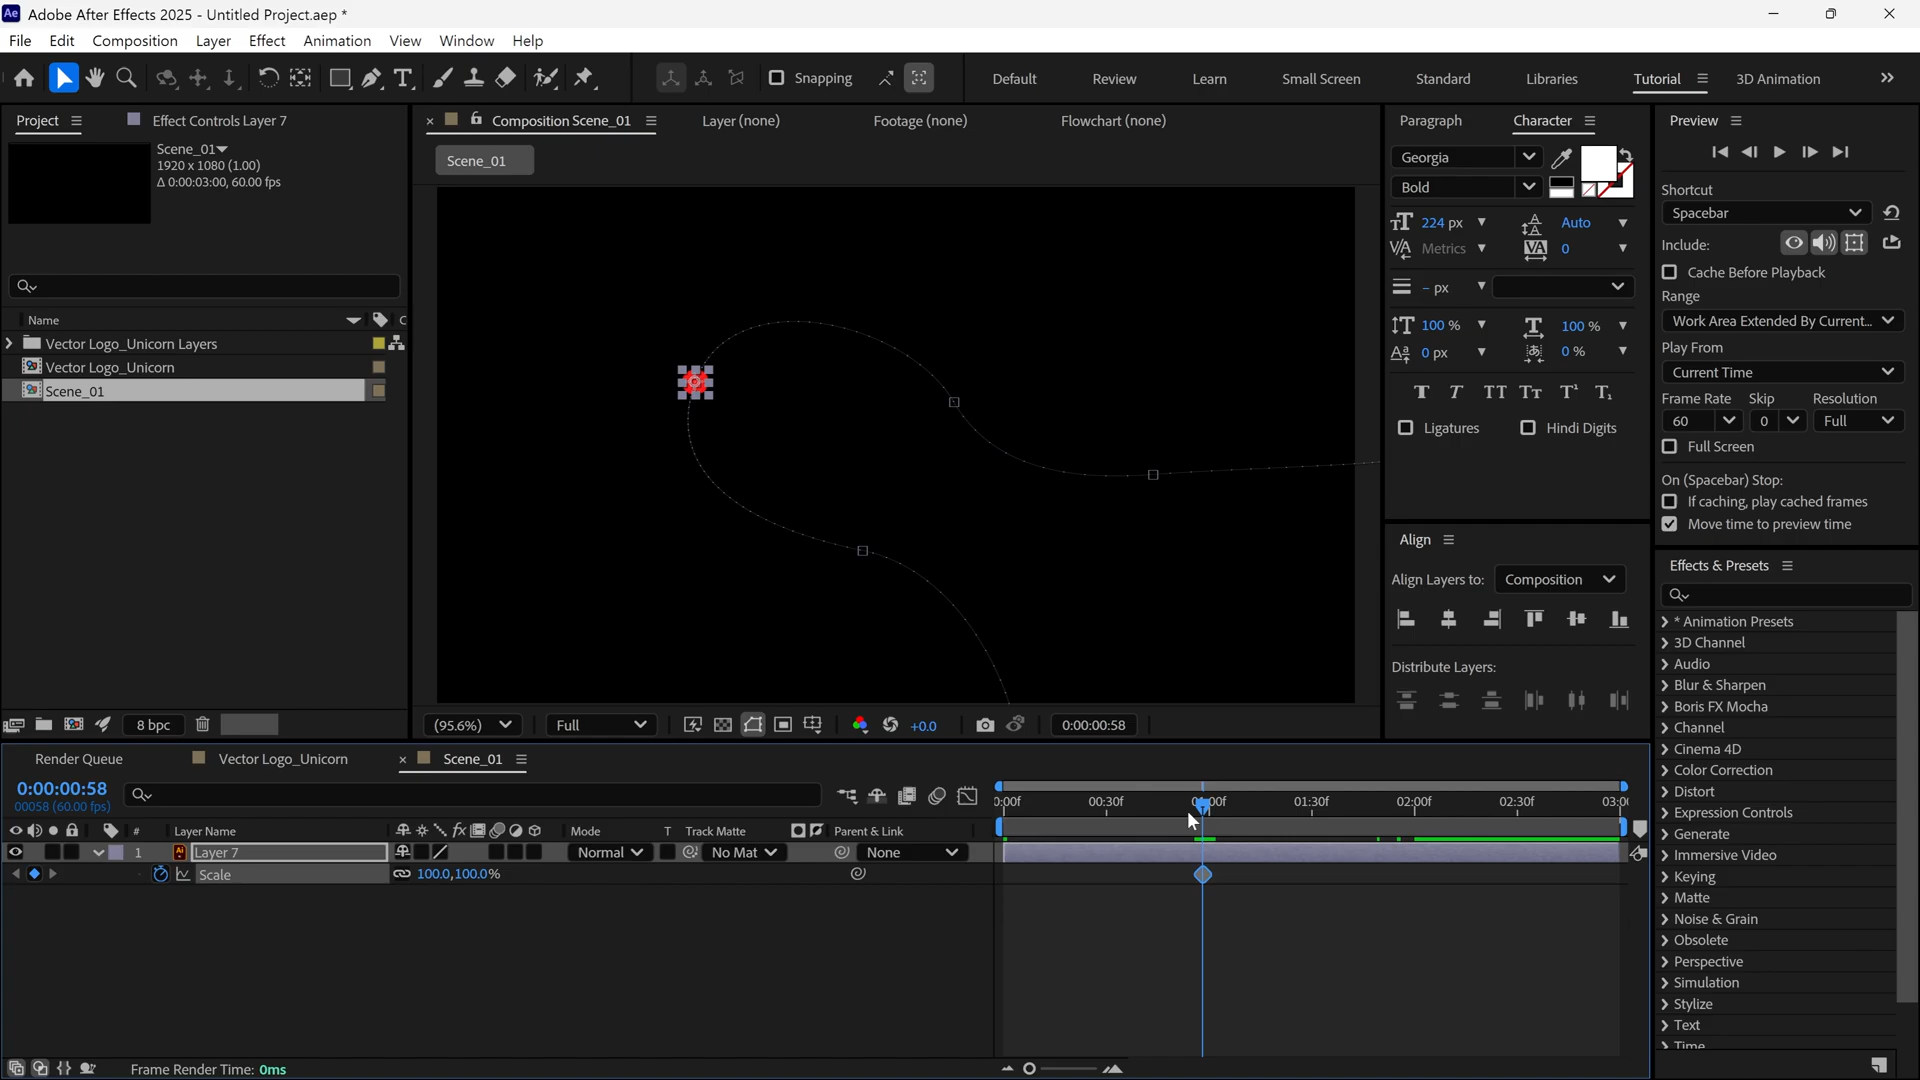 Adobe After Effects 2025 - Untitled Project.aep *
File Edit Composition Layer Effect Animation View Window Help
Snapping
Default Review Learn Small Screen Standard Libraries Tutorial 3D Animation
Project Effect Controls Layer 7
Scene_01
1920 x 1080 (1.00)
Δ 0:00:03:00, 60.00 fps
Name
Vector Logo_Unicorn Layers
Vector Logo_Unicorn
Scene_01
8 bpc
Composition Scene_01 Layer (none) Footage (none) Flowchart (none)
Scene_01
(95.6%) Full +0.0 0:00:00:58
Paragraph Character
Georgia
Bold
224 px Auto
Metrics 0
– px
100 % 100 %
0 px 0 %
Ligatures Hindi Digits
Align
Align Layers to: Composition
Distribute Layers:
Preview
Shortcut
Spacebar
Include:
Cache Before Playback
Range
Work Area Extended By Current...
Play From
Current Time
Frame Rate Skip Resolution
60 0 Full
Full Screen
On (Spacebar) Stop:
If caching, play cached frames
Move time to preview time
Effects & Presets
* Animation Presets
3D Channel
Audio
Blur & Sharpen
Boris FX Mocha
Channel
Cinema 4D
Color Correction
Distort
Expression Controls
Generate
Immersive Video
Keying
Matte
Noise & Grain
Obsolete
Perspective
Simulation
Stylize
Text
Time
Render Queue Vector Logo_Unicorn Scene_01
0:00:00:58
00058 (60.00 fps)
0:00f 00:30f 01:00f 01:30f 02:00f 02:30f 03:00
# Layer Name Mode T Track Matte Parent & Link
1 Layer 7 Normal No Mat None
Scale 100.0,100.0%
Frame Render Time: 0ms